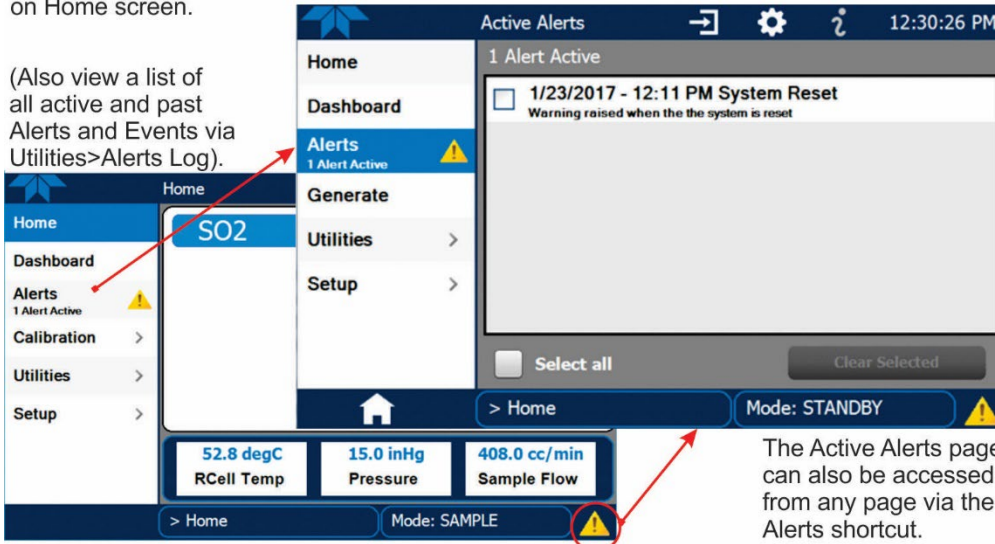 on Home screen.
(Also view a list of
all active and past
Alerts and Events via
Utilities>Alerts Log).
Active Alerts
12:30:26 PM
Home
Dashboard
Alerts
1 Alert Active
Generate
Utilities >
Setup >
1 Alert Active
1/23/2017 - 12:11 PM System Reset
Warning raised when the the system is reset
Select all
Clear Selected
> Home
Mode: STANDBY
Home
Home
Dashboard
Alerts
1 Alert Active
Calibration >
Utilities >
Setup >
SO2
52.8 degC
RCell Temp
15.0 inHg
Pressure
408.0 cc/min
Sample Flow
> Home
Mode: SAMPLE
The Active Alerts page
can also be accessed
from any page via the
Alerts shortcut.